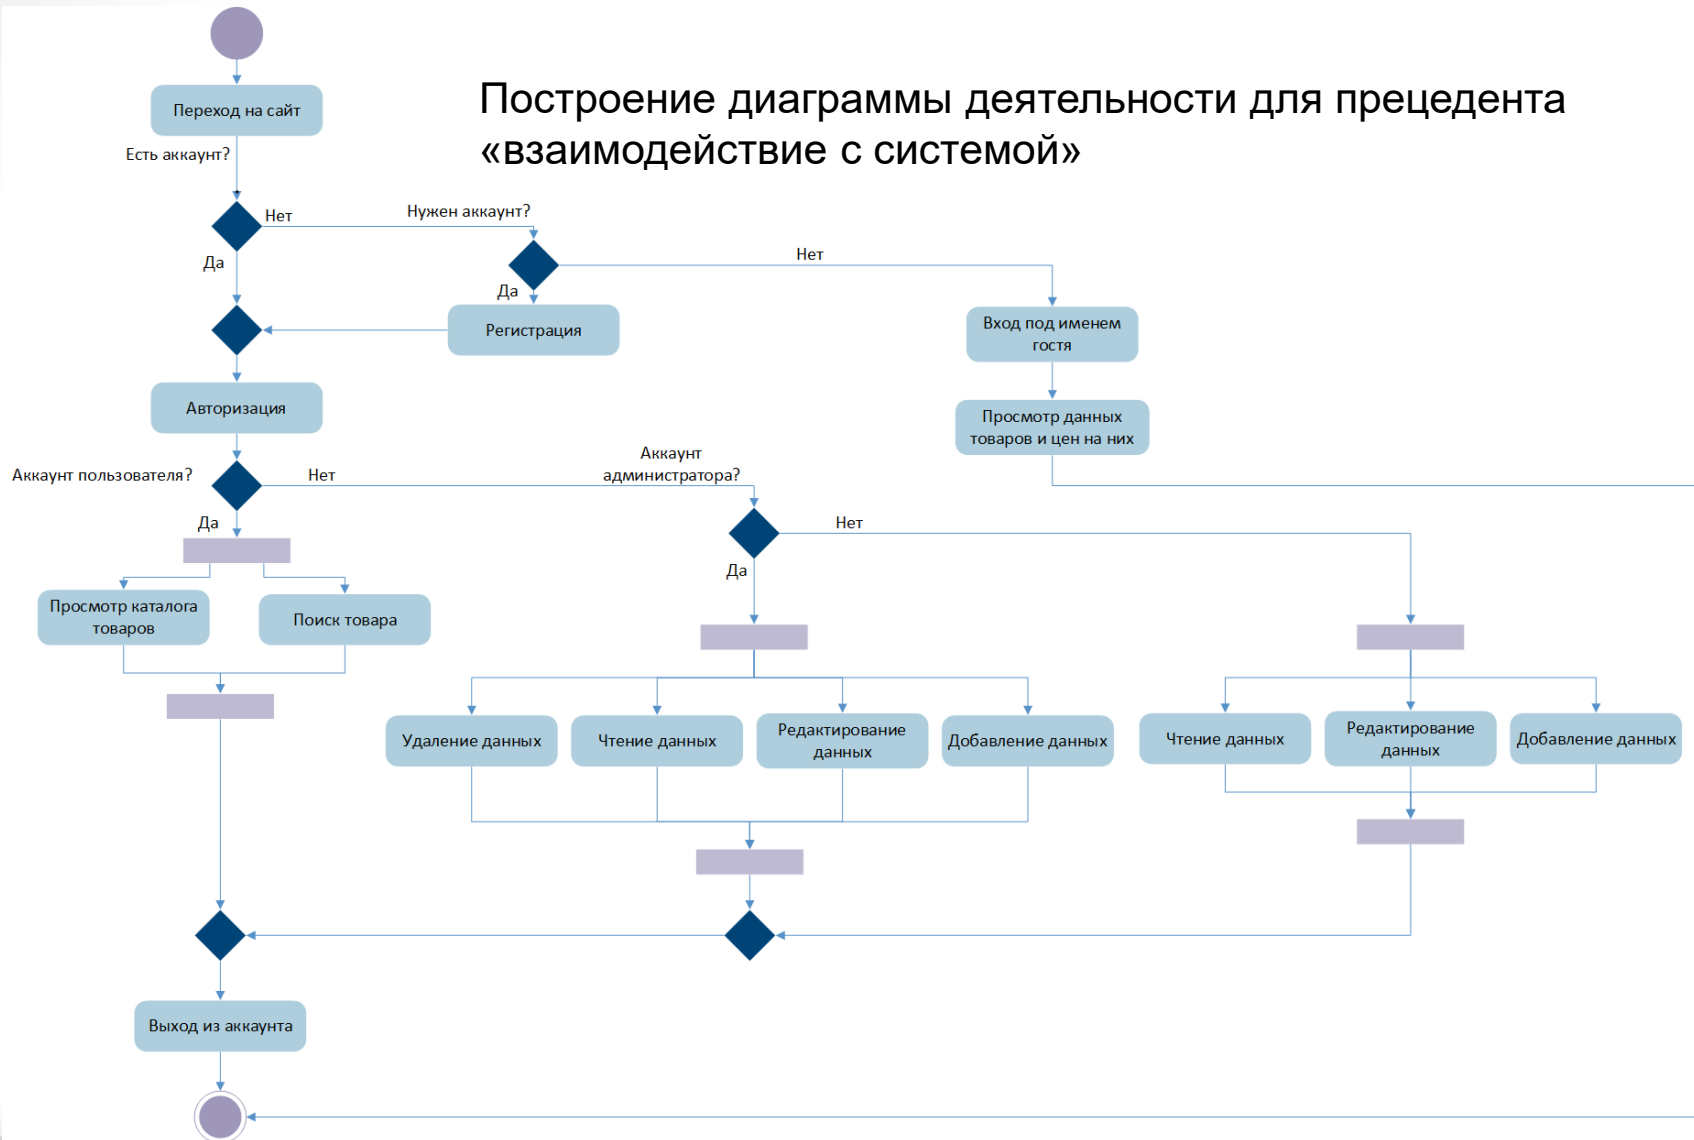 Построение диаграммы деятельности для прецедента
«взаимодействие с системой»
Переход на сайт
Есть аккаунт?
Нет
Нужен аккаунт?
Да
Нет
Да
Регистрация
Вход под именем
гостя
Авторизация
Просмотр данных
товаров и цен на них
Аккаунт пользователя?
Нет
Аккаунт
администратора?
Да
Нет
Да
Просмотр каталога
товаров
Поиск товара
Удаление данных
Чтение данных
Редактирование
данных
Добавление данных
Чтение данных
Редактирование
данных
Добавление данных
Выход из аккаунта